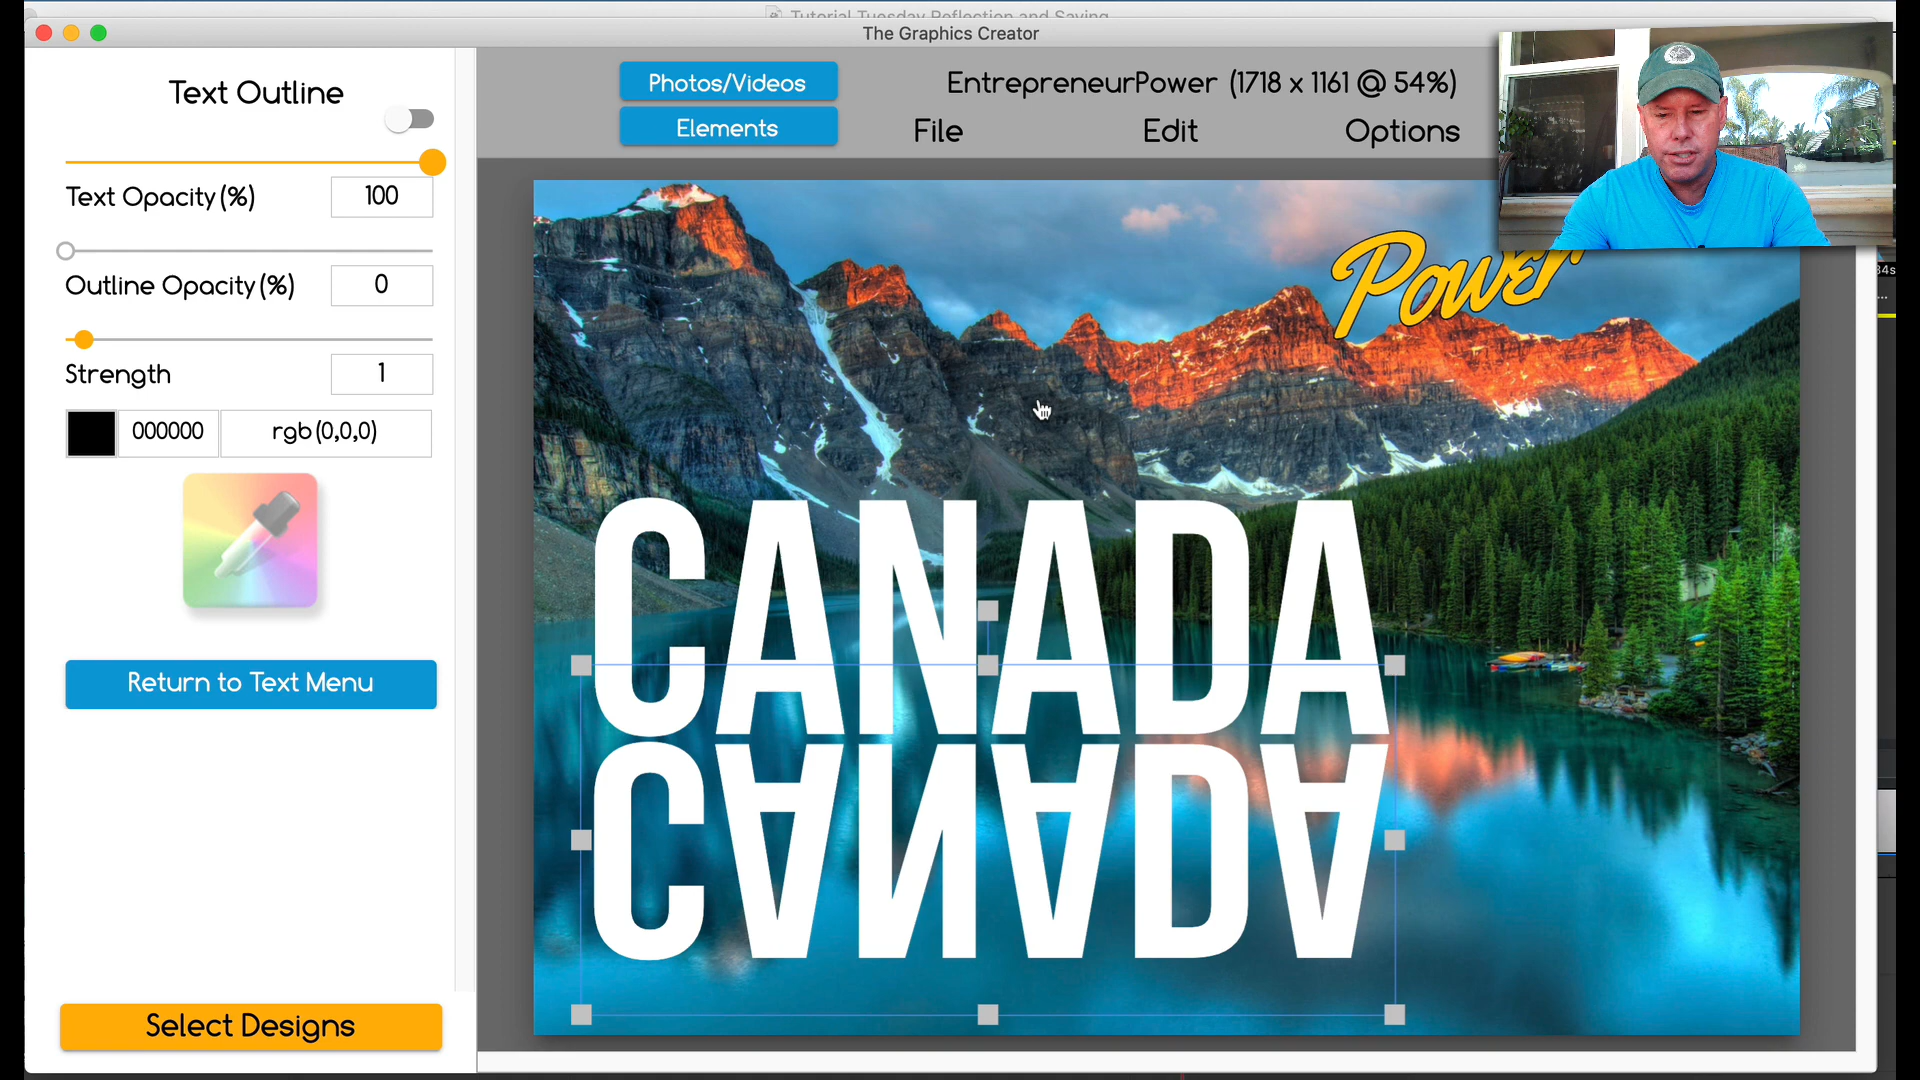 Tutorial Tuesday Reflection and Saving
The Graphics Creator
Text Outline
Text Opacity (%)
100
Outline Opacity (%)
0
Strength
1
000000
rgb(0,0,0)
Return to Text Menu
Select Designs
Photos/Videos
Elements
EntrepreneurPower (1718 x 1161 @ 54%)
File
Edit
Options
Power
CANADA
CANADA
34s